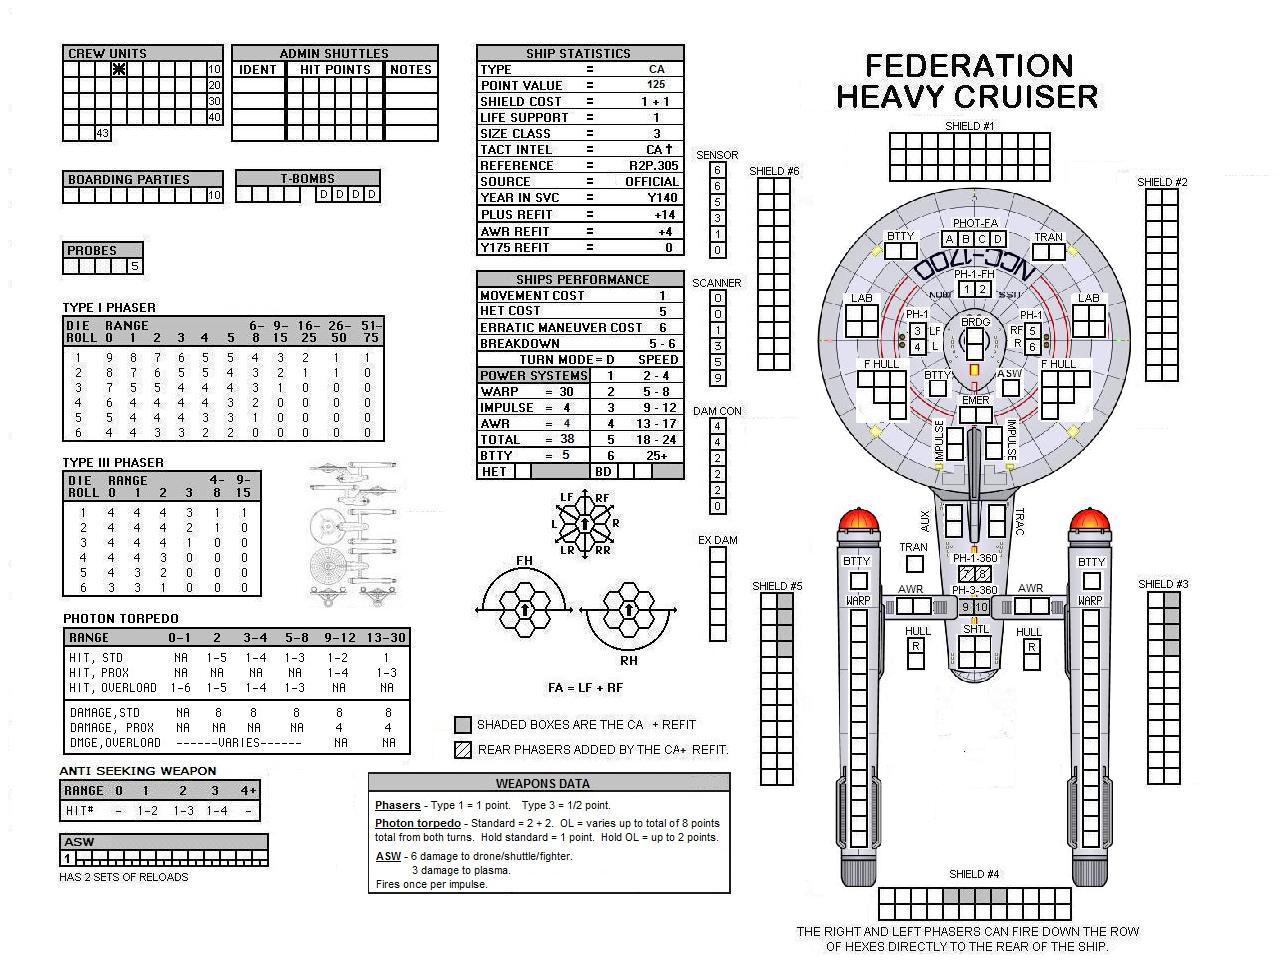 CREW UNITS
10
20
30
40
43
ADMIN SHUTTLES
IDENT HIT POINTS NOTES
BOARDING PARTIES
10
T-BOMBS
D D D D
PROBES
5
TYPE I PHASER
DIE RANGE 6- 9- 16- 26- 51-
ROLL 0 1 2 3 4 5 8 15 25 50 75
1 9 8 7 6 5 5 4 3 2 1 1
2 8 7 6 5 5 4 3 2 1 1 0
3 7 5 5 4 4 4 3 1 0 0 0
4 6 4 4 4 4 3 2 0 0 0 0
5 5 4 4 4 3 3 1 0 0 0 0
6 4 4 3 3 2 2 0 0 0 0 0
TYPE III PHASER
DIE RANGE 4- 9-
ROLL 0 1 2 3 8 15
1 4 4 4 3 1 1
2 4 4 4 2 1 0
3 4 4 4 1 0 0
4 4 4 3 0 0 0
5 4 3 2 0 0 0
6 3 3 1 0 0 0
PHOTON TORPEDO
RANGE 0-1 2 3-4 5-8 9-12 13-30
HIT, STD NA 1-5 1-4 1-3 1-2 1
HIT, PROX NA NA NA NA 1-4 1-3
HIT, OVERLOAD 1-6 1-5 1-4 1-3 NA NA
DAMAGE,STD NA 8 8 8 8 8
DAMAGE, PROX NA NA NA NA 4 4
DMGE,OVERLOAD ------VARIES------ NA NA
ANTI SEEKING WEAPON
RANGE 0 1 2 3 4+
HIT# - 1-2 1-3 1-4 -
ASW
1
HAS 2 SETS OF RELOADS
SHIP STATISTICS
TYPE = CA
POINT VALUE = 125
SHIELD COST = 1 + 1
LIFE SUPPORT = 1
SIZE CLASS = 3
TACT INTEL = CA †
REFERENCE = R2P.305
SOURCE = OFFICIAL
YEAR IN SVC = Y140
PLUS REFIT = +14
AWR REFIT = +4
Y175 REFIT = 0
SHIPS PERFORMANCE
MOVEMENT COST 1
HET COST 5
ERRATIC MANEUVER COST 6
BREAKDOWN 5 - 6
TURN MODE = D SPEED
POWER SYSTEMS 1 2 - 4
WARP = 30 2 5 - 8
IMPULSE = 4 3 9 - 12
AWR = 4 4 13 - 17
TOTAL = 38 5 18 - 24
BTTY = 5 6 25+
HET BD
LF RF
L R
LR RR
FH
RH
FA = LF + RF
SHADED BOXES ARE THE CA + REFIT
REAR PHASERS ADDED BY THE CA+ REFIT.
WEAPONS DATA
Phasers - Type 1 = 1 point. Type 3 = 1/2 point.
Photon torpedo - Standard = 2 + 2. OL = varies up to total of 8 points
total from both turns. Hold standard = 1 point. Hold OL = up to 2 points.
ASW - 6 damage to drone/shuttle/fighter.
3 damage to plasma.
Fires once per impulse.
SENSOR
6
6
5
3
1
0
SCANNER
0
0
1
3
5
9
DAM CON
4
4
2
2
2
0
EX DAM
FEDERATION
HEAVY CRUISER
SHIELD #1
SHIELD #6
SHIELD #2
PHOT-FA
A B C D
BTTY
TRAN
NCC-1700
PH-1-FH
1 2
USS
LAB
LAB
PH-1
3 LF
4 L
BRDG
PH-1
RF 5
R 6
F HULL
F HULL
BTTY
ASW
EMER
IMPULSE
IMPULSE
AUX
TRAC
TRAN
PH-1-360
7 8
BTTY
BTTY
AWR
PH-3-360
9 10
AWR
WARP
WARP
HULL
R
SHTL
HULL
R
SHIELD #5
SHIELD #3
SHIELD #4
THE RIGHT AND LEFT PHASERS CAN FIRE DOWN THE ROW
OF HEXES DIRECTLY TO THE REAR OF THE SHIP.